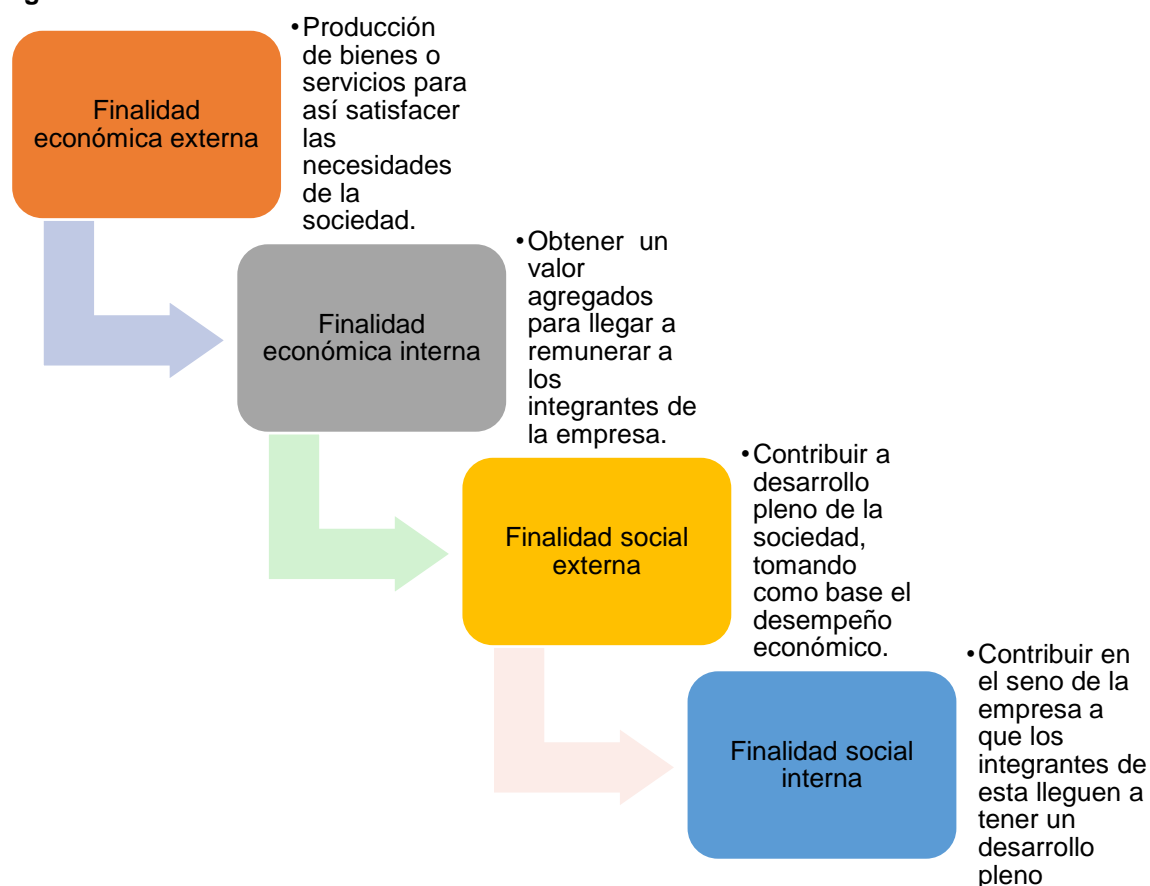 Finalidad
económica externa
•Producción
de bienes o
servicios para
así satisfacer
las
necesidades
de la
sociedad.
Finalidad
económica interna
•Obtener un
valor
agregados
para llegar a
remunerar a
los
integrantes de
la empresa.
Finalidad social
externa
•Contribuir a
desarrollo
pleno de la
sociedad,
tomando
como base el
desempeño
económico.
Finalidad social
interna
•Contribuir en
el seno de la
empresa a
que los
integrantes de
esta lleguen a
tener un
desarrollo
pleno